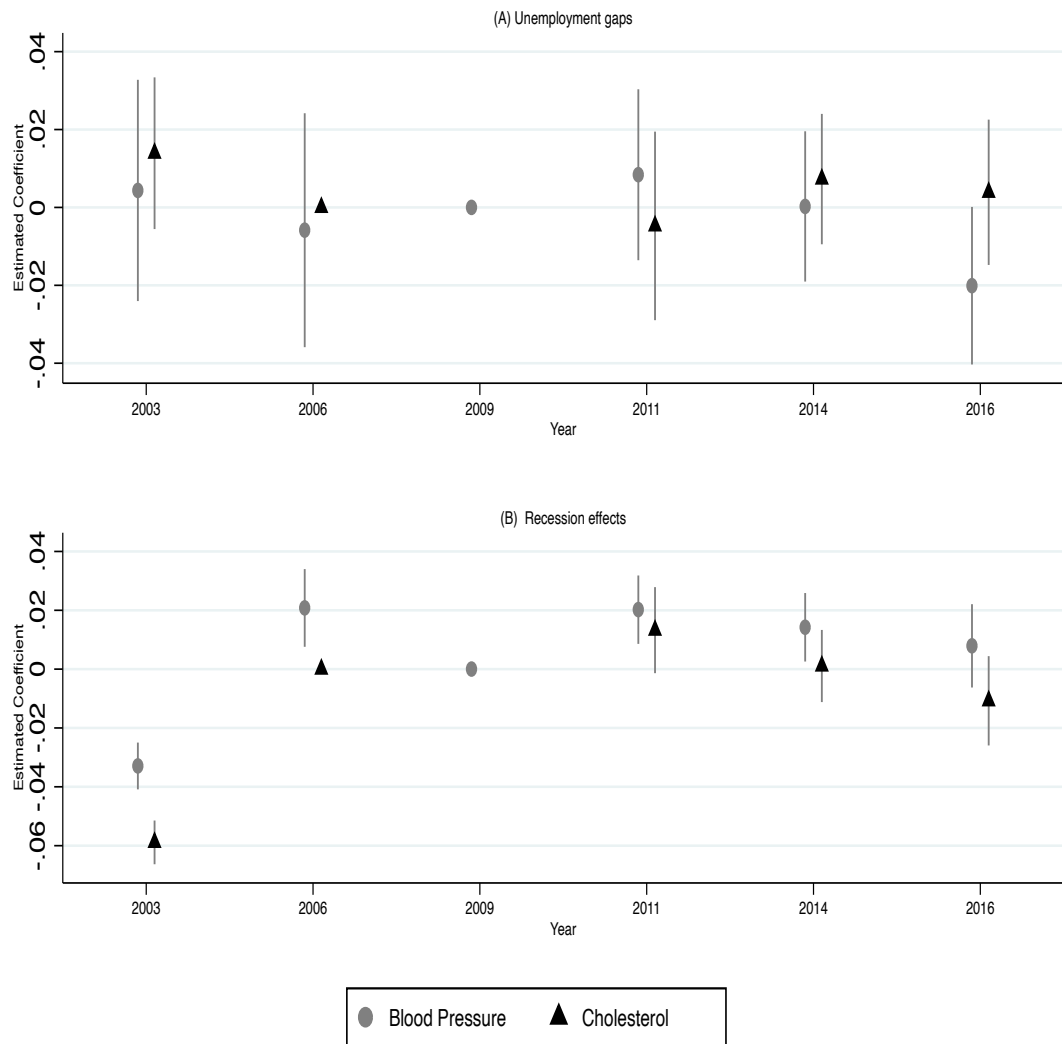 (A) Unemployment gaps
Estimated Coefficient
.04
.02
0
-.02
-.04
2003 2006 2009 2011 2014 2016
Year
(B) Recession effects
Estimated Coefficient
.04
.02
0
-.02
-.04
-.06
2003 2006 2009 2011 2014 2016
Year
Blood Pressure Cholesterol